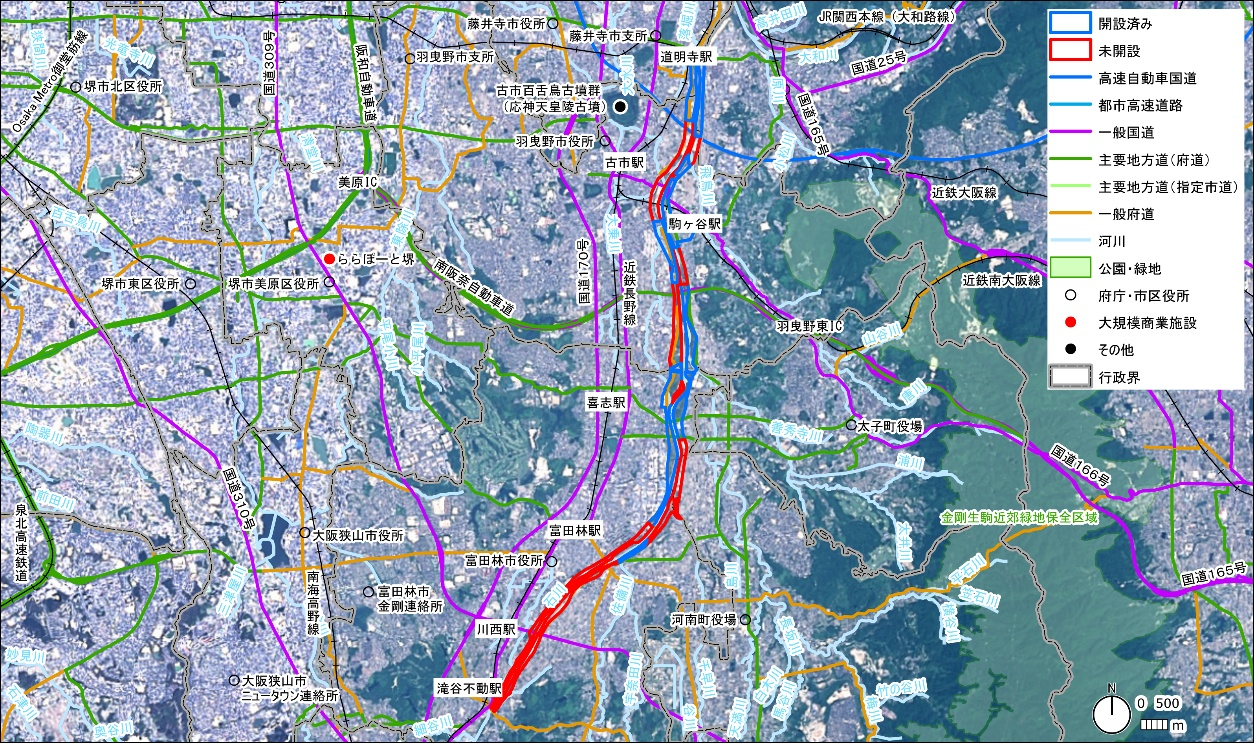 藤井寺市役所
JR関西本線（大和路線）
藤井寺市支所
国道309号
阪和自動車道
羽曳野市支所
道明寺駅
大和川
国道25号
Osaka Metro御堂筋線
堺市北区役所
古市百舌鳥古墳群
（応神天皇陵古墳）
国道165号
羽曳野市役所
古市駅
美原IC
飛鳥川
近鉄大阪線
駒ヶ谷駅
東除川
ららぽーと堺
国道170号
近鉄長野線
南阪奈自動車道
近鉄南大阪線
堺市東区役所
堺市美原区役所
羽曳野東IC
喜志駅
太子町役場
陶器川
前田川
国道310号
国道166号
泉北高速鉄道
金剛生駒近郊緑地保全区域
大阪狭山市役所
富田林駅
富田林市役所
南海高野線
富田林市
金剛連絡所
国道165号
川西駅
河南町役場
大阪狭山市
ニュータウン連絡所
滝谷不動駅
石川
開設済み
未開設
高速自動車国道
都市高速道路
一般国道
主要地方道（府道）
主要地方道（指定市道）
一般府道
河川
公園・緑地
府庁・市区役所
大規模商業施設
その他
行政界
N
0 500
m